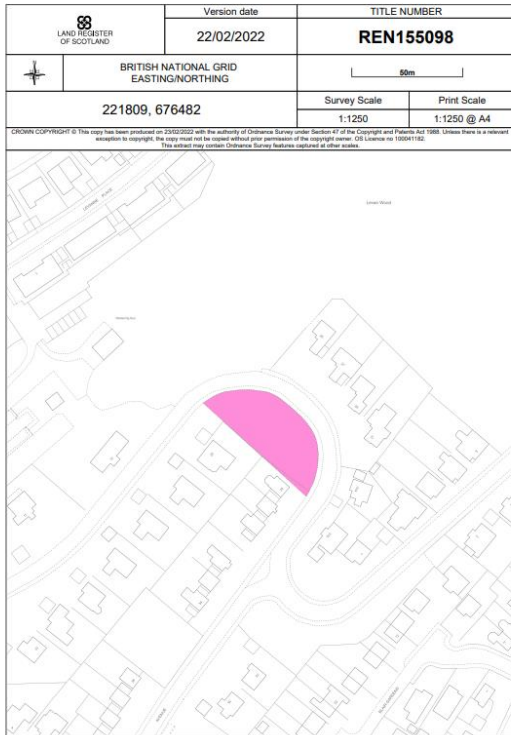 LAND REGISTER
OF SCOTLAND
Version date
22/02/2022
TITLE NUMBER
REN155098
BRITISH NATIONAL GRID
EASTING/NORTHING
50m
221809, 676482
Survey Scale
1:1250
Print Scale
1:1250 @ A4
CROWN COPYRIGHT © This copy has been produced on 23/02/2022 with the authority of Ordnance Survey under Section 47 of the Copyright and Patents Act 1988. Unless there is a relevant
exception to copyright, the copy must not be copied without prior permission of the copyright owner. OS Licence no 100041182.
This extract may contain Ordnance Survey features captured at other scales.